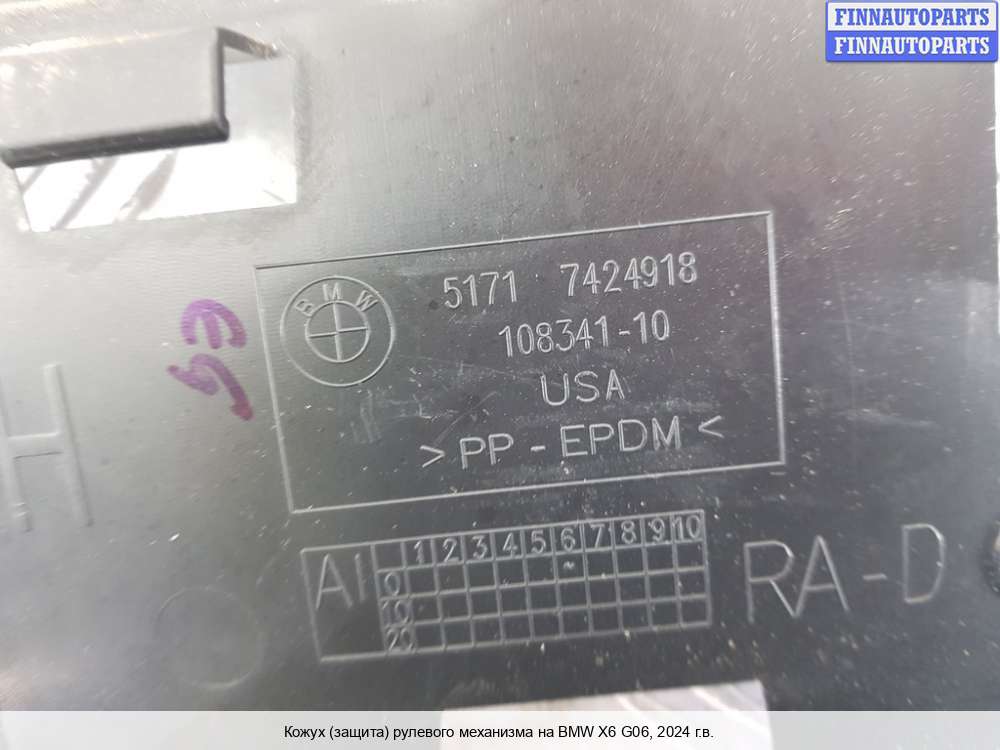 FINNAUTOPARTS
FINNAUTOPARTS
BMW
5171 7424918
108341-10
USA
>PP-EPDM<
H
AI 1 2 3 4 5 6 7 8 9 10
0
10
20
RA-D
Кожух (защита) рулевого механизма на BMW X6 G06, 2024 г.в.